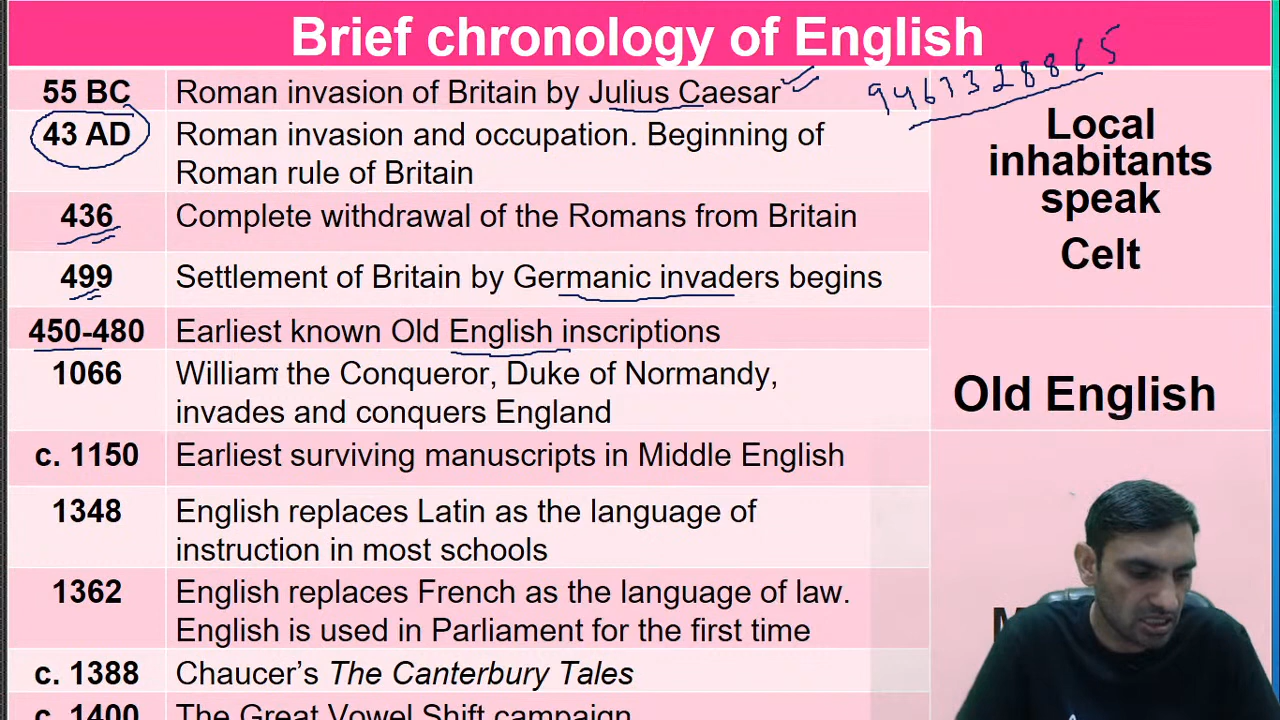 Brief chronology of English
9461328865
55 BC
Roman invasion of Britain by Julius Caesar
43 AD
Roman invasion and occupation. Beginning of
Roman rule of Britain
436
Complete withdrawal of the Romans from Britain
499
Settlement of Britain by Germanic invaders begins
Local
inhabitants
speak
Celt
450-480
Earliest known Old English inscriptions
1066
William the Conqueror, Duke of Normandy,
invades and conquers England
Old English
c. 1150
Earliest surviving manuscripts in Middle English
1348
English replaces Latin as the language of
instruction in most schools
1362
English replaces French as the language of law.
English is used in Parliament for the first time
c. 1388
Chaucer’s The Canterbury Tales
c. 1400
The Great Vowel Shift campaign